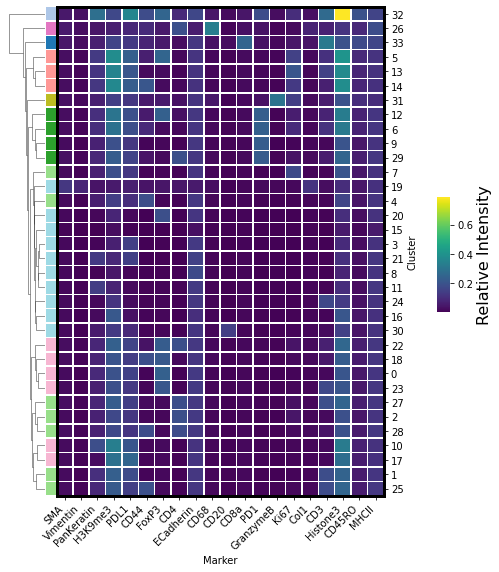 32
26
33
5
13
14
31
12
6
9
29
7
19
4
20
15
3
21
8
11
24
16
30
22
18
0
23
27
2
28
10
17
1
25
Cluster
0.6
0.4
0.2
Relative Intensity
SMA
Vimentin
PanKeratin
H3K9me3
PDL1
CD44
FoxP3
CD4
ECadherin
CD68
CD20
CD8a
PD1
GranzymeB
Ki67
Col1
CD3
Histone3
CD45RO
MHCII
Marker